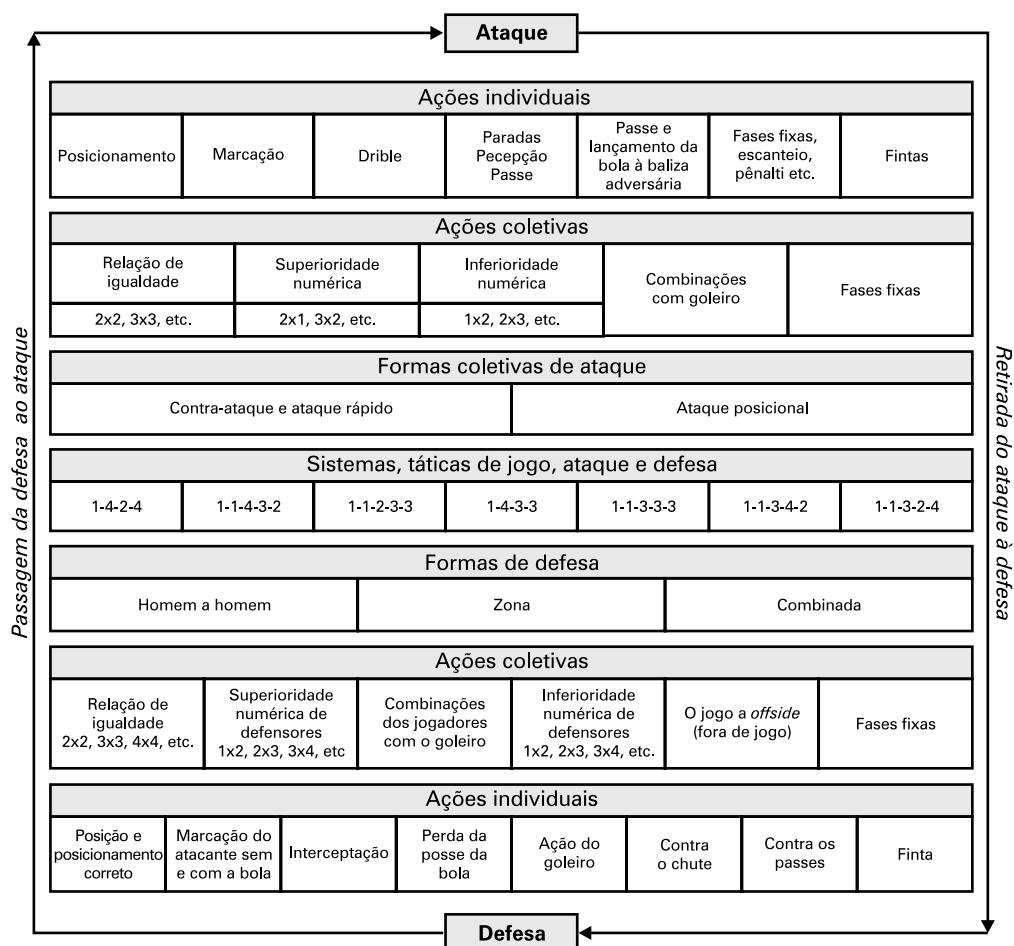 Ataque
Ações individuais
Posicionamento
Marcação
Drible
Paradas
Pecepção
Passe
Passe e
lançamento da
bola à baliza
adversária
Fases fixas,
escanteio,
pênalti etc.
Fintas
Ações coletivas
Relação de
igualdade
2x2, 3x3, etc.
Superioridade
numérica
2x1, 3x2, etc.
Inferioridade
numérica
1x2, 2x3, etc.
Combinações
com goleiro
Fases fixas
Formas coletivas de ataque
Contra-ataque e ataque rápido
Ataque posicional
Sistemas, táticas de jogo, ataque e defesa
1-4-2-4
1-1-4-3-2
1-1-2-3-3
1-4-3-3
1-1-3-3-3
1-1-3-4-2
1-1-3-2-4
Formas de defesa
Homem a homem
Zona
Combinada
Ações coletivas
Relação de
igualdade
2x2, 3x3, 4x4, etc.
Superioridade
numérica de
defensores
1x2, 2x3, 3x4, etc
Combinações
dos jogadores
com o goleiro
Inferioridade
numérica de
defensores
1x2, 2x3, 3x4, etc.
O jogo a offside
(fora de jogo)
Fases fixas
Ações individuais
Posição e
posicionamento
correto
Marcação do
atacante sem
e com a bola
Interceptação
Perda da
posse da
bola
Ação do
goleiro
Contra
o chute
Contra os
passes
Finta
Defesa
Passagem da defesa ao ataque
Retirada do ataque à defesa